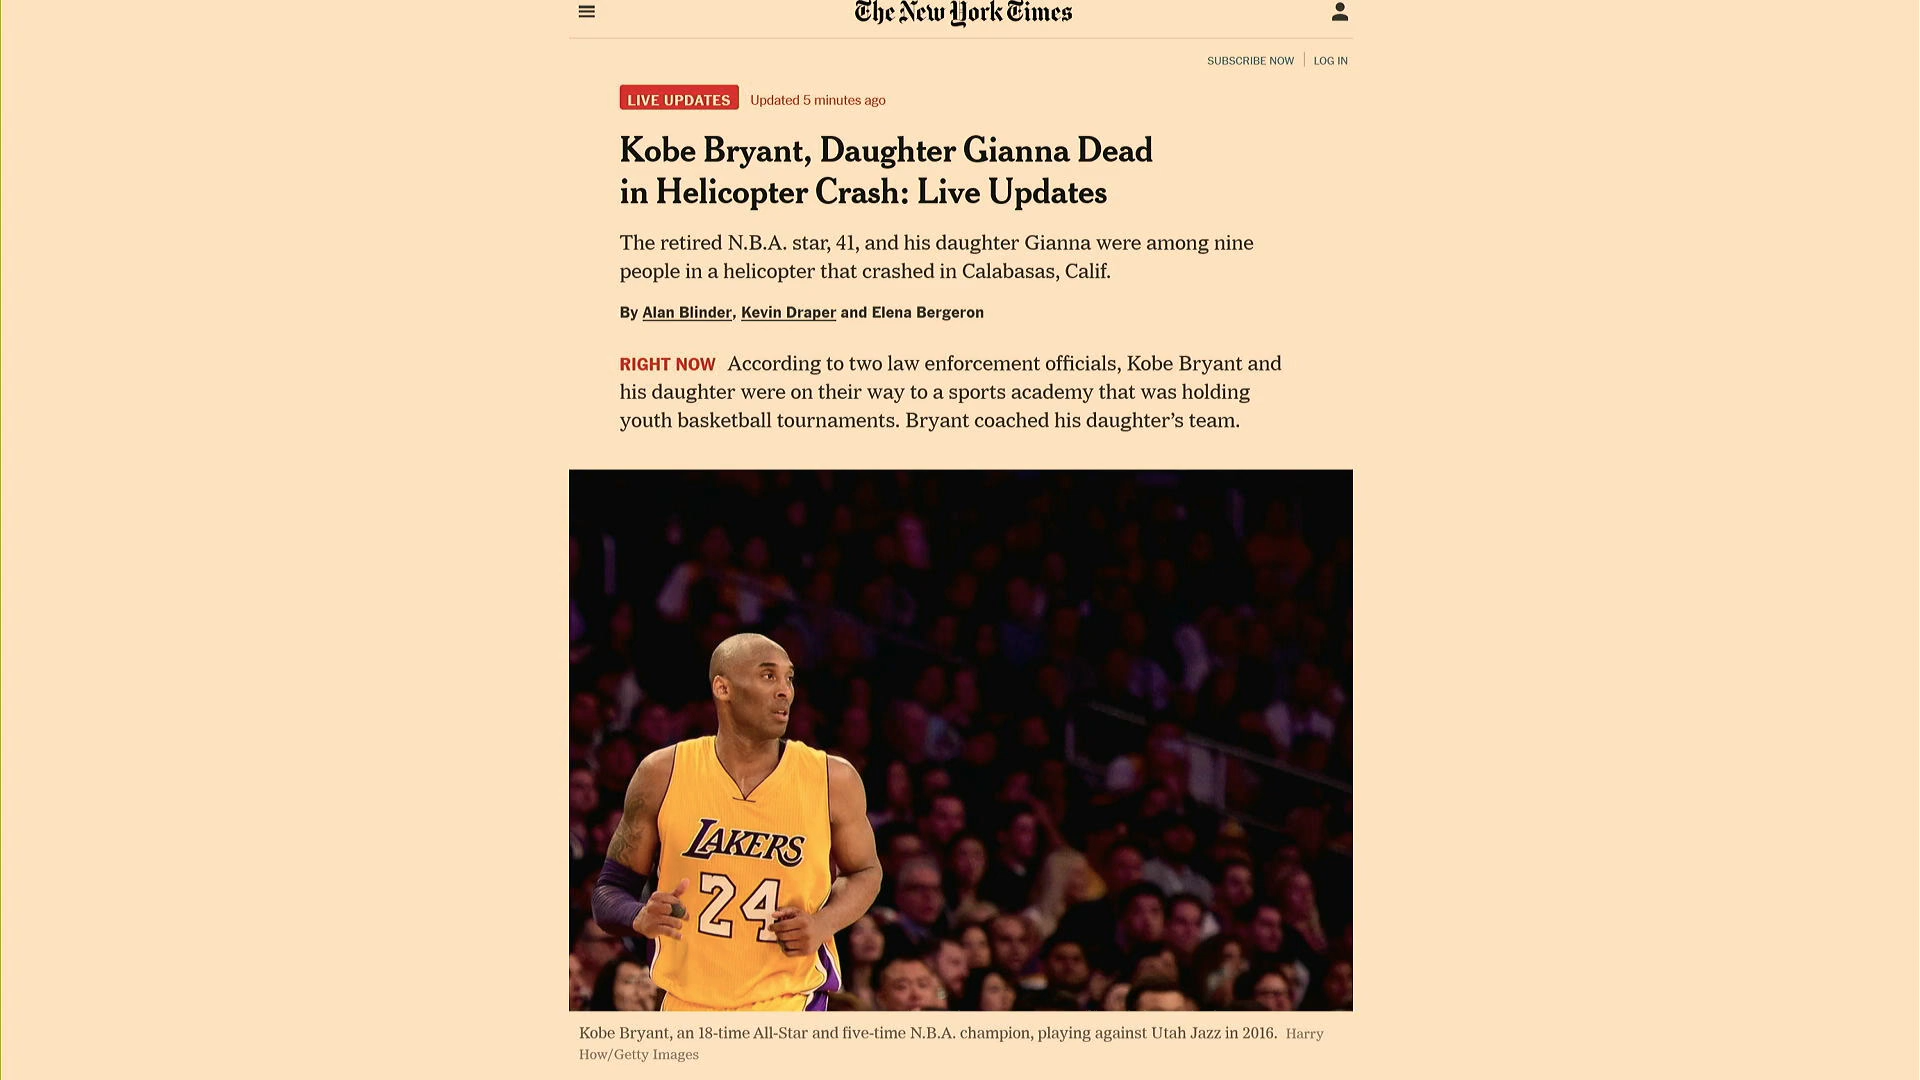 The New York Times
SUBSCRIBE NOW LOG IN
LIVE UPDATES Updated 5 minutes ago
Kobe Bryant, Daughter Gianna Dead
in Helicopter Crash: Live Updates
The retired N.B.A. star, 41, and his daughter Gianna were among nine
people in a helicopter that crashed in Calabasas, Calif.
By Alan Blinder, Kevin Draper and Elena Bergeron
RIGHT NOW According to two law enforcement officials, Kobe Bryant and
his daughter were on their way to a sports academy that was holding
youth basketball tournaments. Bryant coached his daughter’s team.
LAKERS
24
Kobe Bryant, an 18-time All-Star and five-time N.B.A. champion, playing against Utah Jazz in 2016. Harry
How/Getty Images